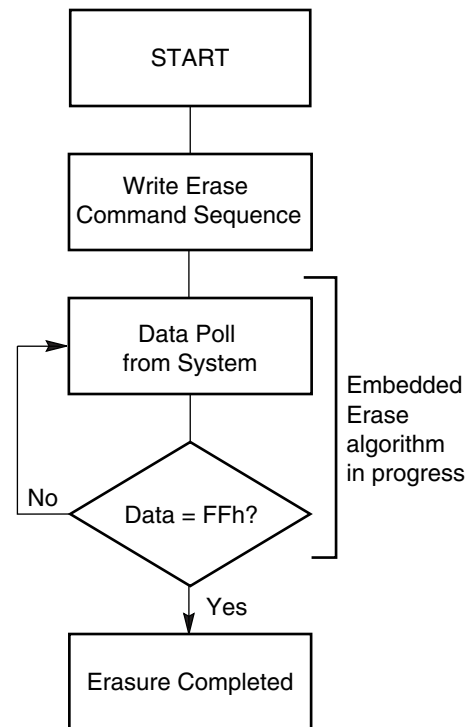 START
Write Erase
Command Sequence
Data Poll
from System
Embedded
Erase
algorithm
in progress
No
Data = FFh?
Yes
Erasure Completed